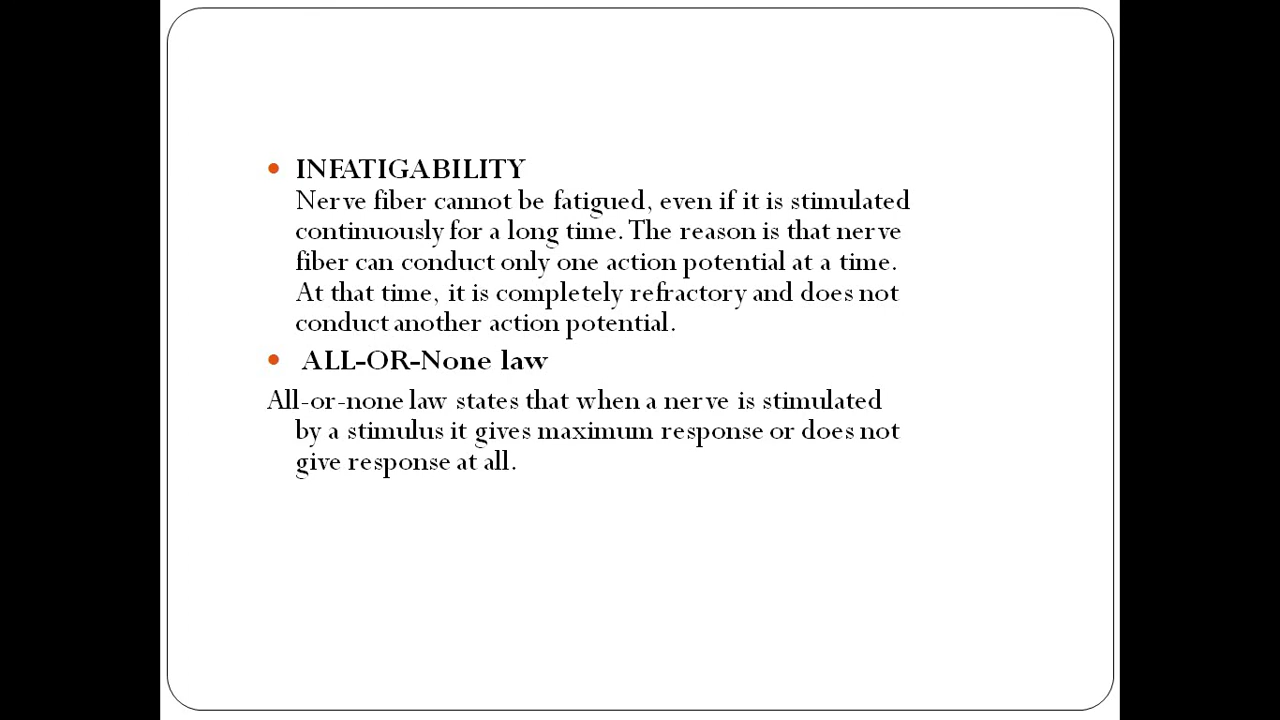 • INFATIGABILITY
Nerve fiber cannot be fatigued, even if it is stimulated
continuously for a long time. The reason is that nerve
fiber can conduct only one action potential at a time.
At that time, it is completely refractory and does not
conduct another action potential.
• ALL-OR-None law
All-or-none law states that when a nerve is stimulated
by a stimulus it gives maximum response or does not
give response at all.